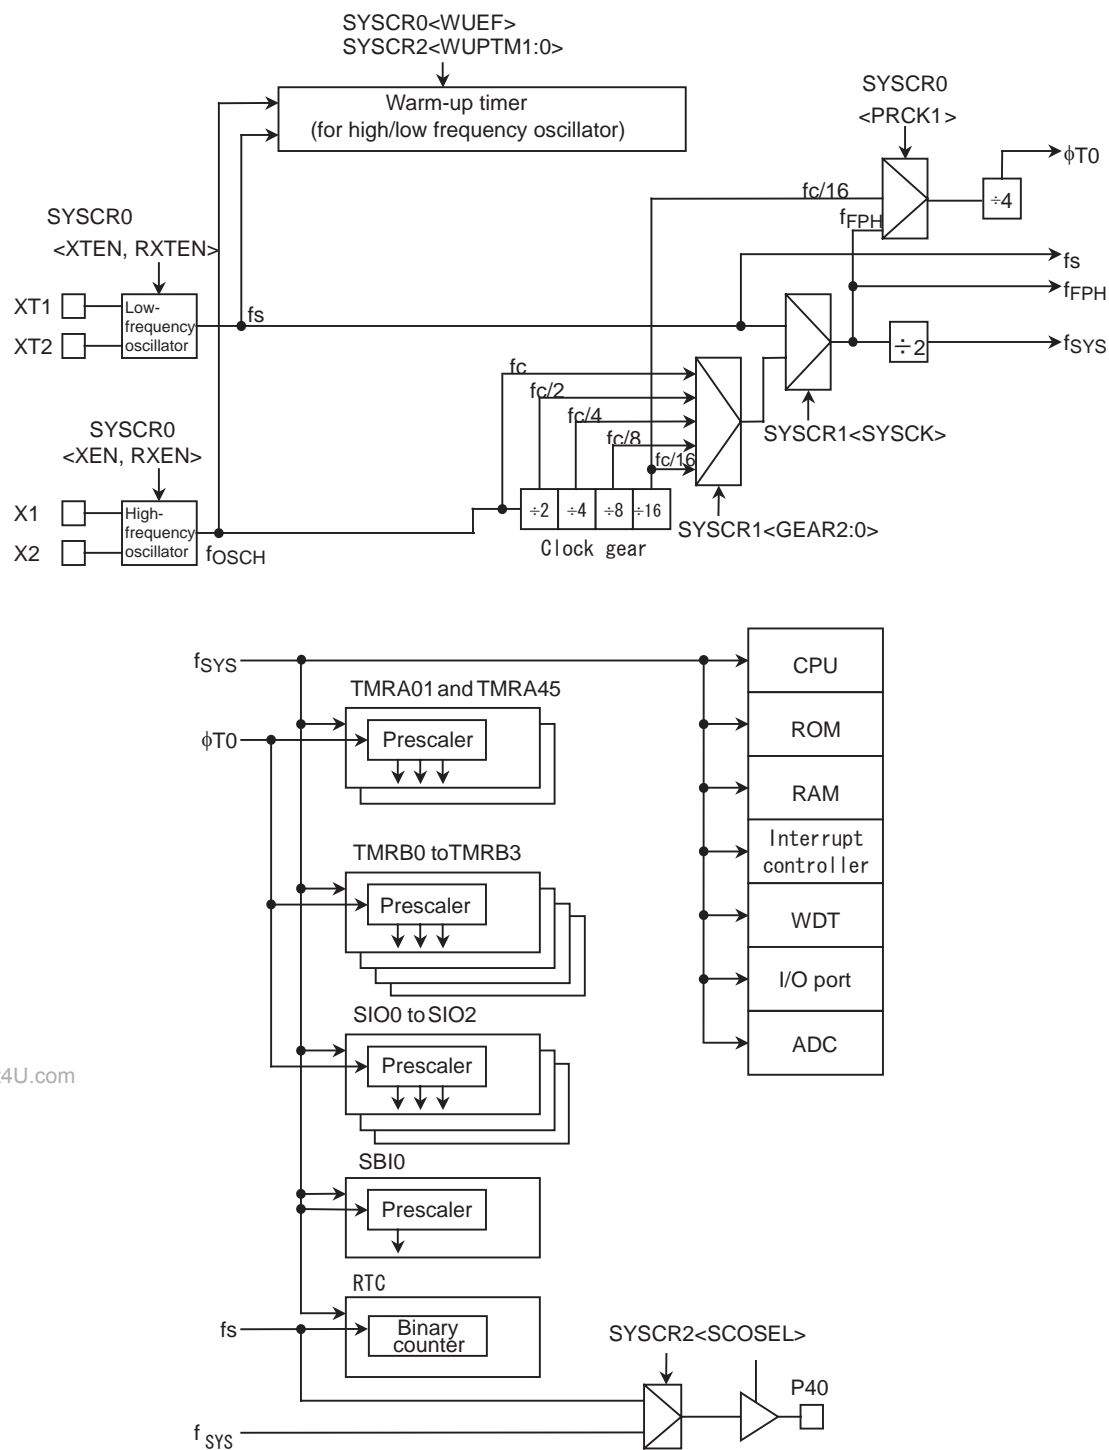 SYSCR0<WUEF>
SYSCR2<WUPTM1:0>
Warm-up timer
(for high/low frequency oscillator)
SYSCR0
<PRCK1>
ϕT0
fc/16
÷4
fFPH
SYSCR0
<XTEN, RXTEN>
fs
fFPH
XT1
XT2
Low-
frequency
oscillator
fs
÷2
fSYS
fc
fc/2
fc/4
fc/8
fc/16
SYSCR1<SYSCK>
SYSCR0
<XEN, RXEN>
X1
X2
High-
frequency
oscillator
fOSCH
÷2 ÷4 ÷8 ÷16
Clock gear
SYSCR1<GEAR2:0>
fSYS
TMRA01 and TMRA45
ϕT0
Prescaler
TMRB0 to TMRB3
Prescaler
SIO0 to SIO2
Prescaler
SBI0
Prescaler
RTC
fs
Binary
counter
CPU
ROM
RAM
Interrupt
controller
WDT
I/O port
ADC
4U.com
SYSCR2<SCOSEL>
P40
fSYS